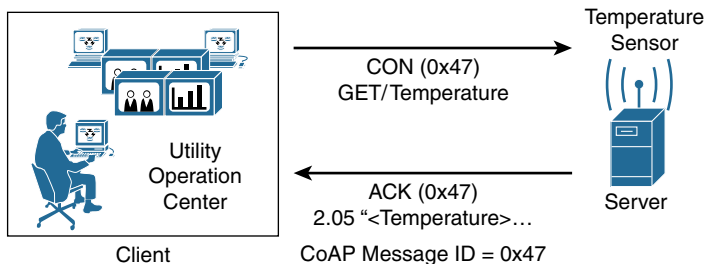 Temperature
Sensor
CON (0x47)
GET/Temperature
Utility
Operation
Center
ACK (0x47)
2.05 “<Temperature>...
Server
Client
CoAP Message ID = 0x47